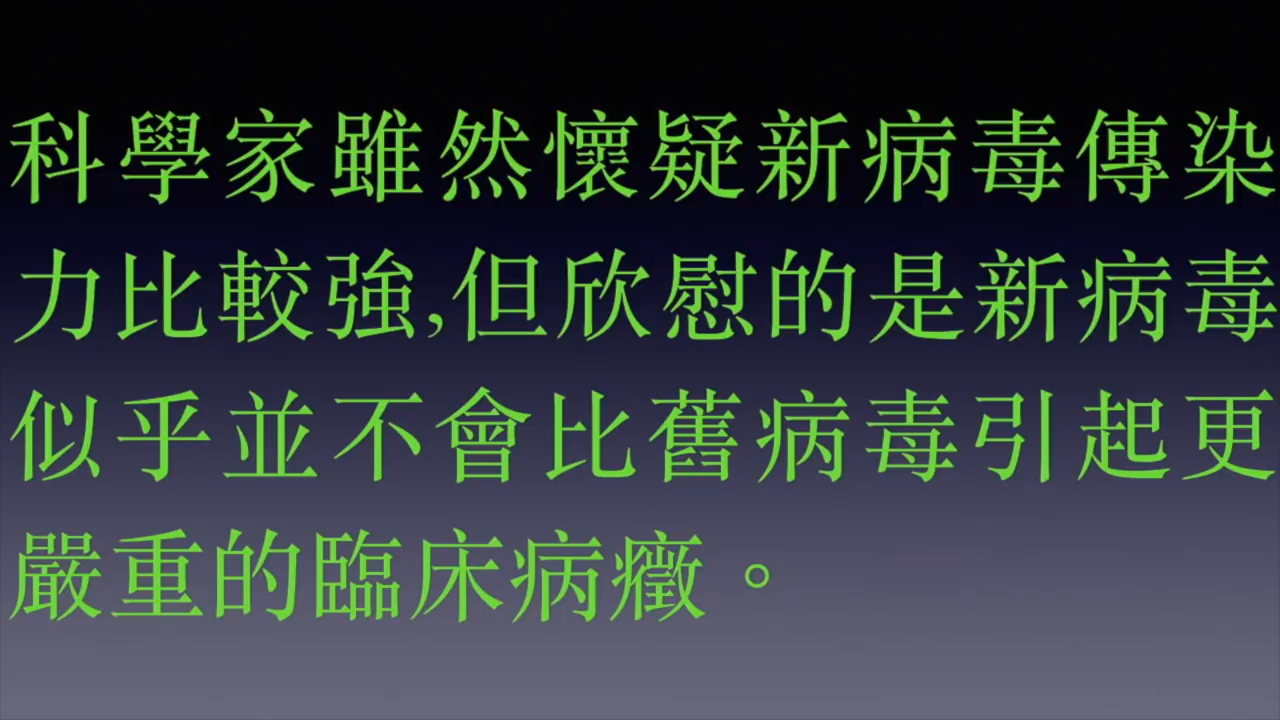 科學家雖然懷疑新病毒傳染
力比較強,但欣慰的是新病毒
似乎並不會比舊病毒引起更
嚴重的臨床病癥。